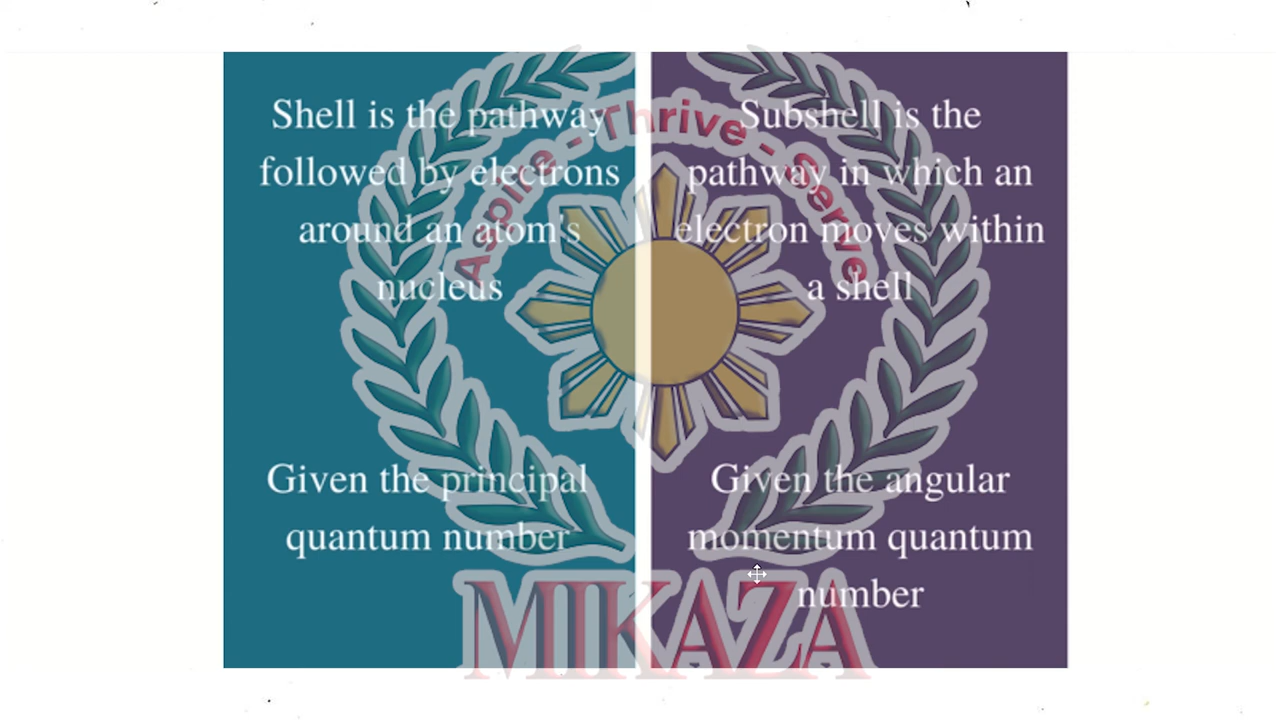 Shell is the pathway
followed by electrons
around an atom's
nucleus
Given the principal
quantum number
Subshell is the
pathway in which an
electron moves within
a shell
Given the angular
momentum quantum
number
Aspire - Thrive - Serve
MIKAZA